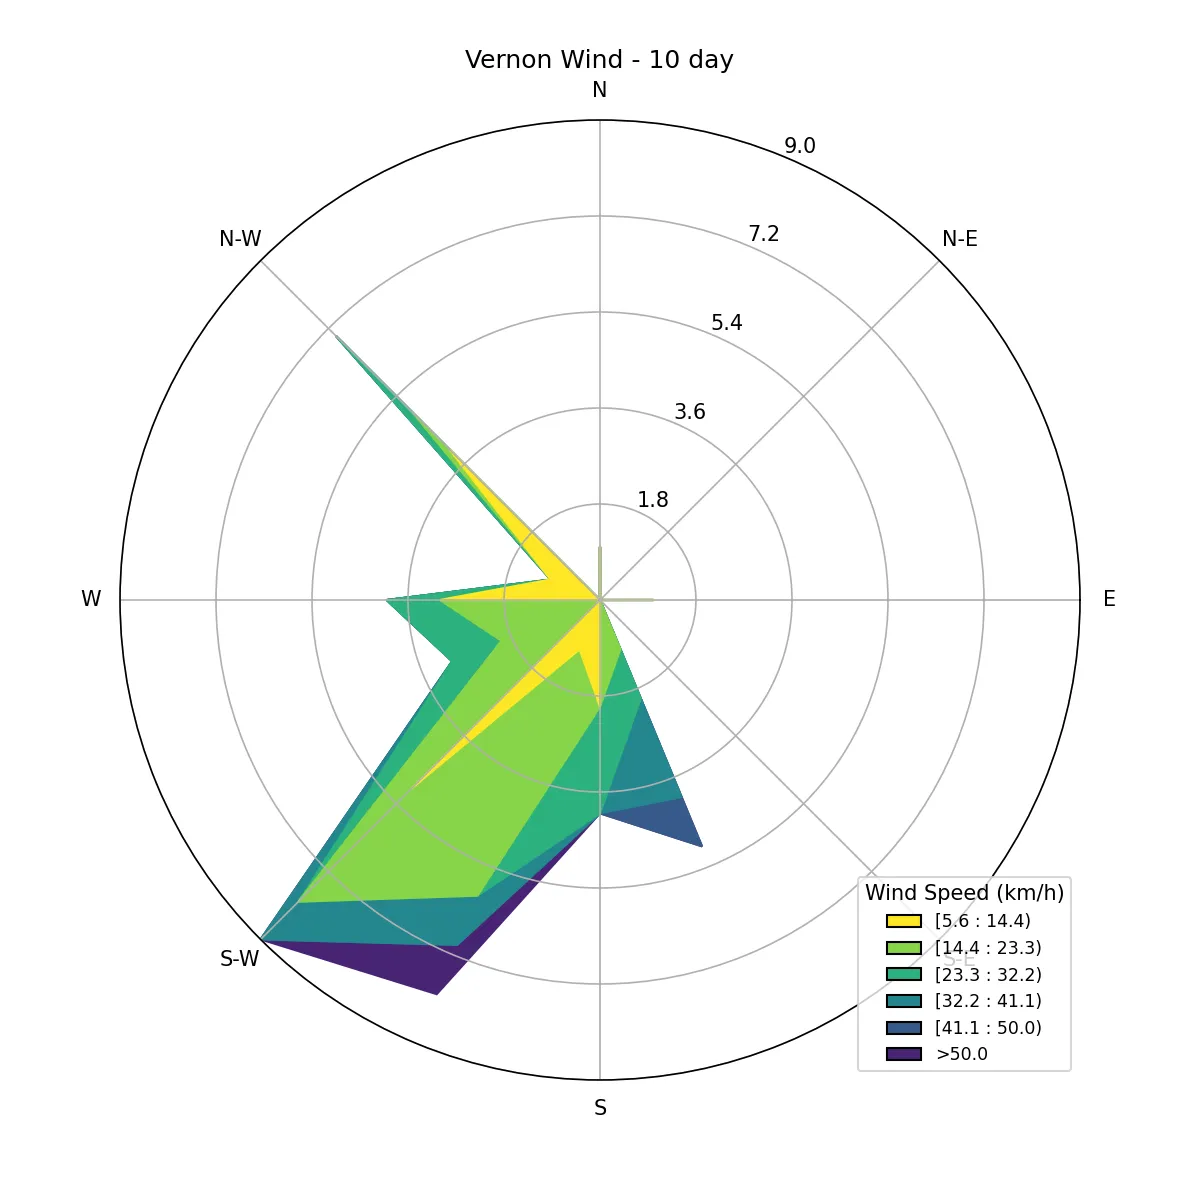 Vernon Wind - 10 day
N
9.0
N-W
7.2
N-E
5.4
3.6
1.8
W
E
S-W
S-E
S
Wind Speed (km/h)
[5.6 : 14.4)
[14.4 : 23.3)
[23.3 : 32.2)
[32.2 : 41.1)
[41.1 : 50.0)
>50.0